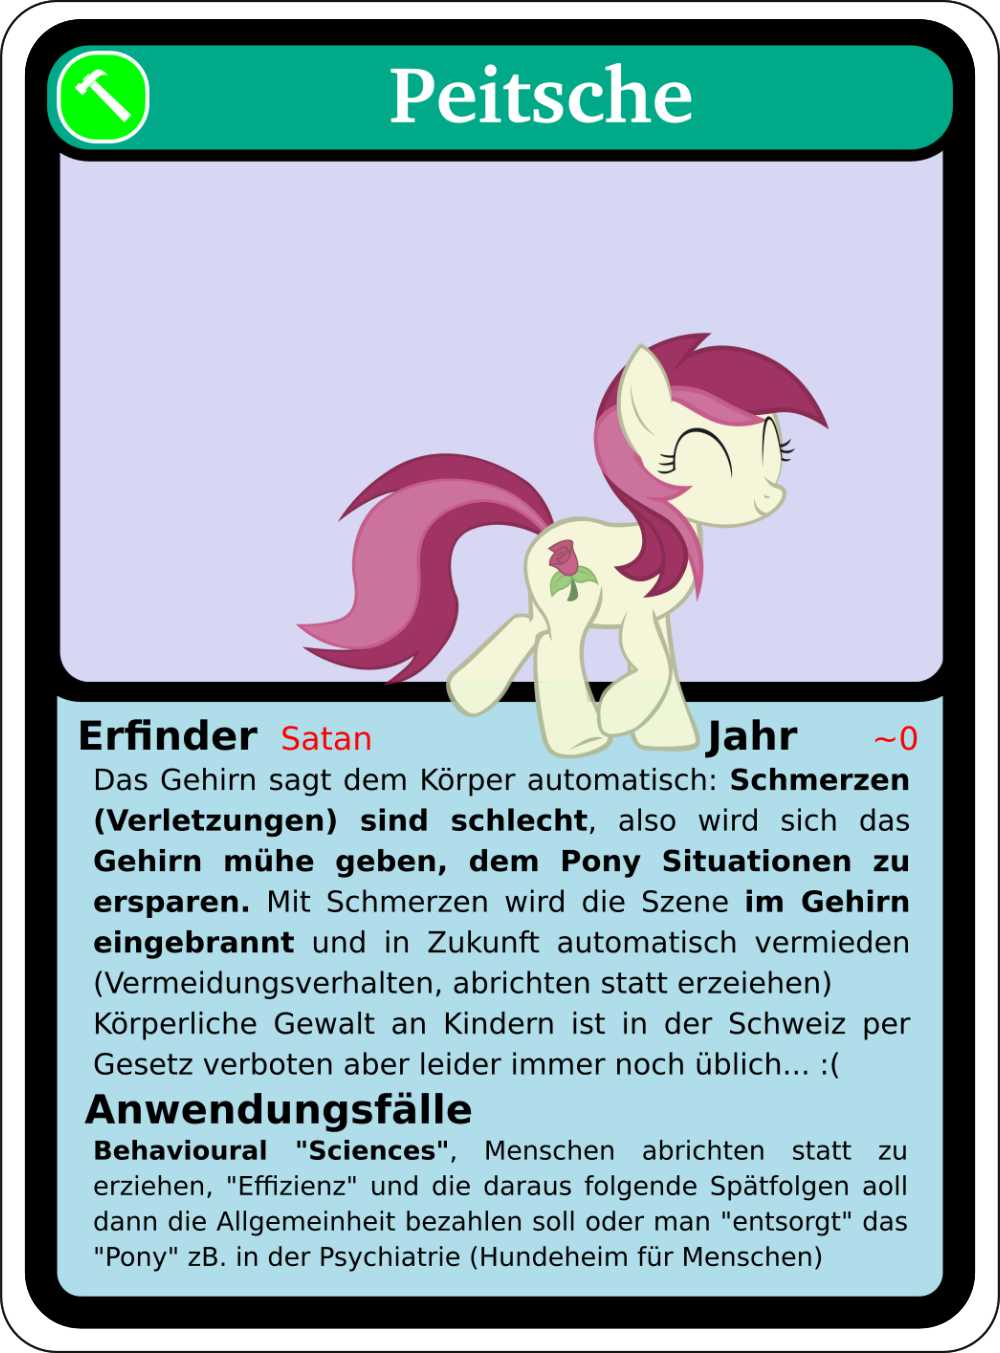 Peitsche
Erfinder Satan Jahr ~0
Das Gehirn sagt dem Körper automatisch: Schmerzen
(Verletzungen) sind schlecht, also wird sich das
Gehirn mühe geben, dem Pony Situationen zu
ersparen. Mit Schmerzen wird die Szene im Gehirn
eingebrannt und in Zukunft automatisch vermieden
(Vermeidungsverhalten, abrichten statt erzeiehen)
Körperliche Gewalt an Kindern ist in der Schweiz per
Gesetz verboten aber leider immer noch üblich... :(
Anwendungsfälle
Behavioural "Sciences", Menschen abrichten statt zu
erziehen, "Effizienz" und die daraus folgende Spätfolgen aoll
dann die Allgemeinheit bezahlen soll oder man "entsorgt" das
"Pony" zB. in der Psychiatrie (Hundeheim für Menschen)